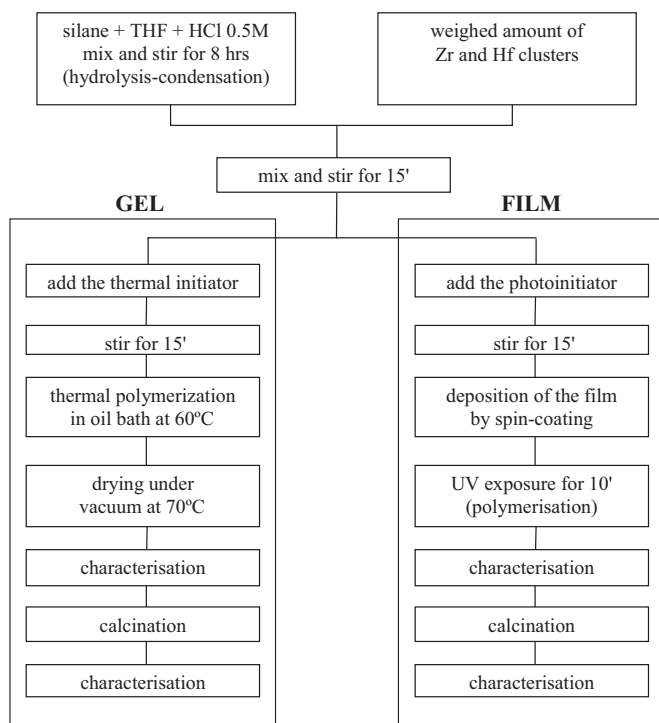 silane + THF + HCl 0.5M
mix and stir for 8 hrs
(hydrolysis-condensation)
weighed amount of
Zr and Hf clusters
mix and stir for 15'
GEL
add the thermal initiator
stir for 15'
thermal polymerization
in oil bath at 60ºC
drying under
vacuum at 70ºC
characterisation
calcination
characterisation
FILM
add the photoinitiator
stir for 15'
deposition of the film
by spin-coating
UV exposure for 10'
(polymerisation)
characterisation
calcination
characterisation